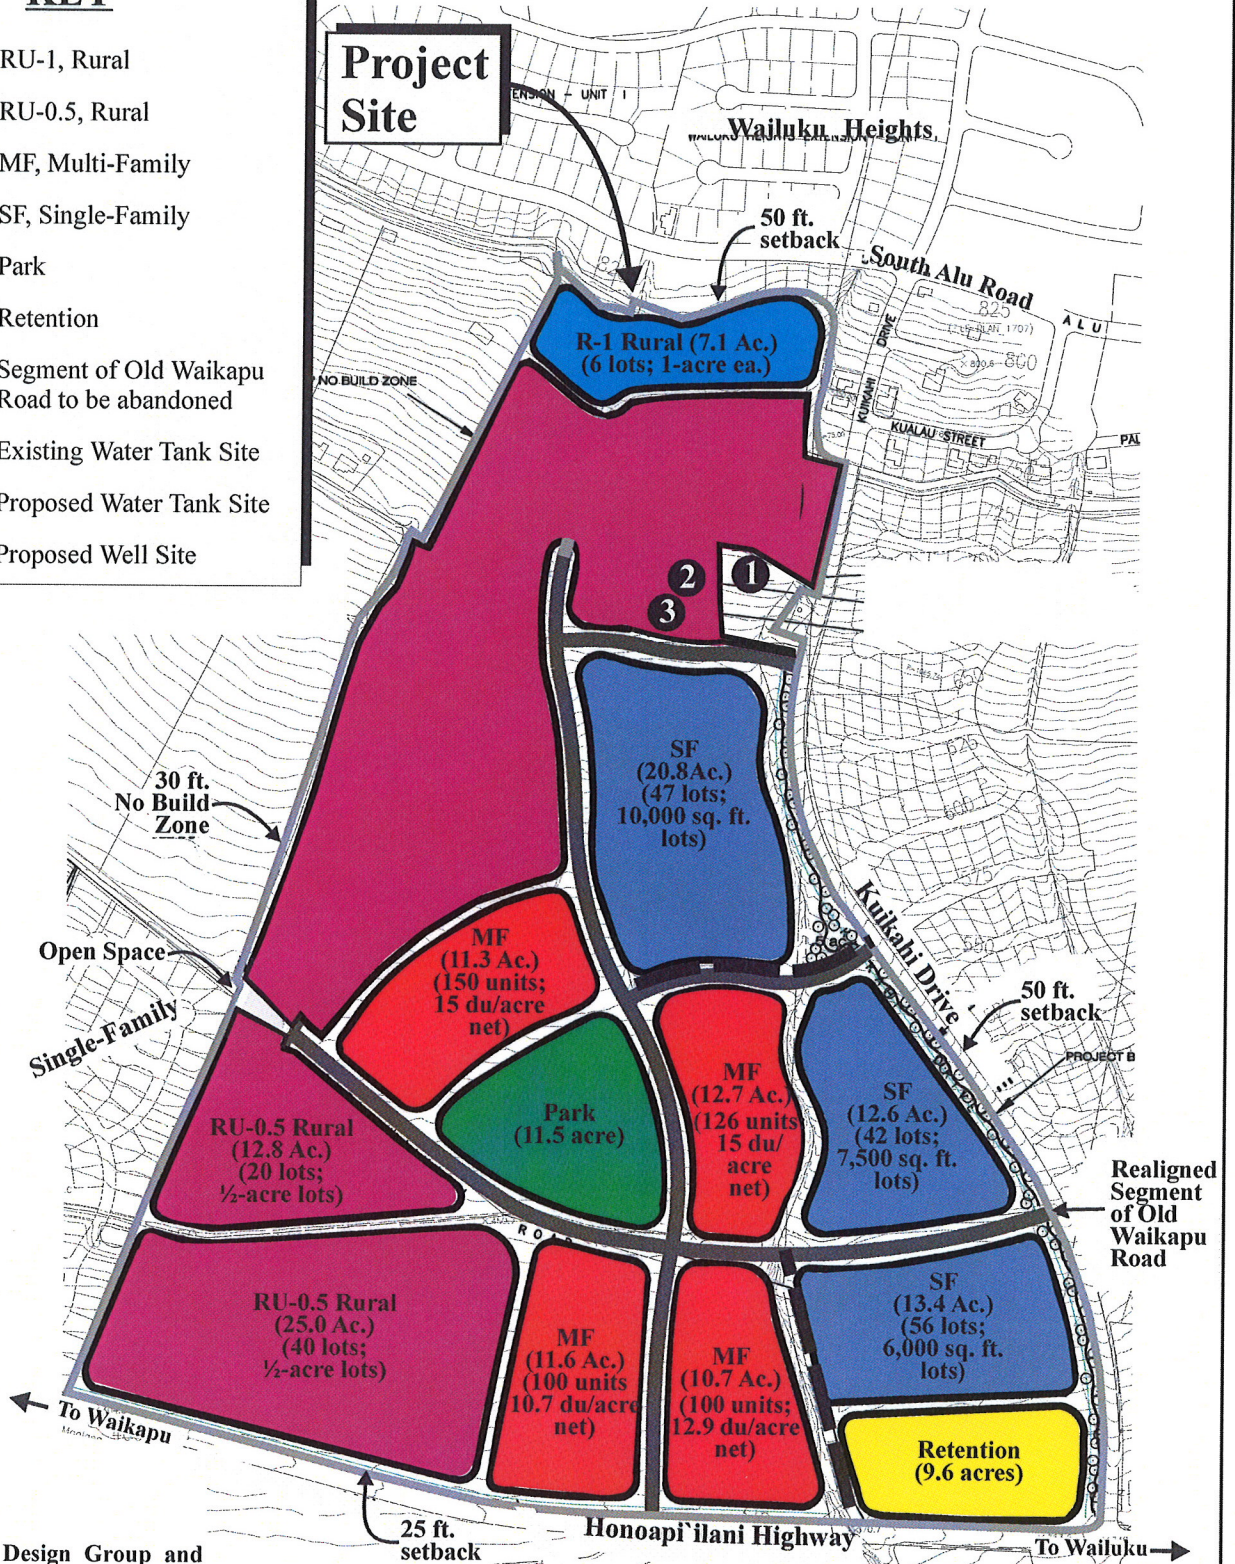 KEY
RU-1, Rural
RU-0.5, Rural
MF, Multi-Family
SF, Single-Family
Park
Retention
Segment of Old Waikapu
Road to be abandoned
Existing Water Tank Site
Proposed Water Tank Site
Proposed Well Site
Project
Site
ENSION - UNIT I
Wailuku Heights
50 ft.
setback
South Alu Road
825
ALU
800
DRIVE
KUIKAHI
KUALAU STREET
PAL
R-1 Rural (7.1 Ac.)
(6 lots; 1-acre ea.)
NO BUILD ZONE
2
1
3
SF
(20.8Ac.)
(47 lots;
10,000 sq. ft.
lots)
30 ft.
No Build
Zone
Kuikahi Drive
Open Space
Single-Family
MF
(11.3 Ac.)
(150 units;
15 du/acre
net)
50 ft.
setback
PROJECT B
Park
(11.5 acre)
MF
(12.7 Ac.)
(126 units
15 du/
acre
net)
SF
(12.6 Ac.)
(42 lots;
7,500 sq. ft.
lots)
RU-0.5 Rural
(12.8 Ac.)
(20 lots;
½-acre lots)
Realigned
Segment
of Old
Waikapu
Road
RU-0.5 Rural
(25.0 Ac.)
(40 lots;
½-acre lots)
MF
(11.6 Ac.)
(100 units
10.7 du/acre
net)
MF
(10.7 Ac.)
(100 units;
12.9 du/acre
net)
SF
(13.4 Ac.)
(56 lots;
6,000 sq. ft.
lots)
Retention
(9.6 acres)
To Waikapu
25 ft.
setback
Honoapi`ilani Highway
To Wailuku
Design Group and